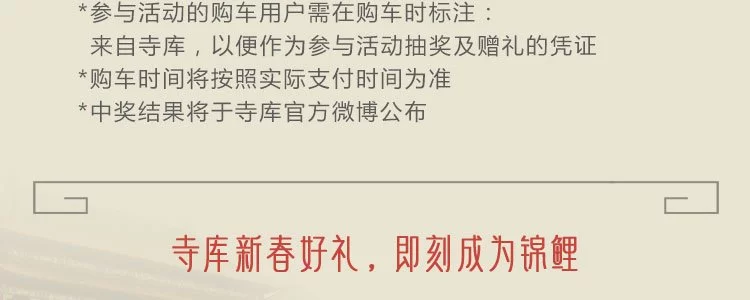 *参与活动的购车用户需在购车时标注：
来自寺库，以便作为参与活动抽奖及赠礼的凭证
*购车时间将按照实际支付时间为准
*中奖结果将于寺库官方微博公布
寺库新春好礼，即刻成为锦鲤